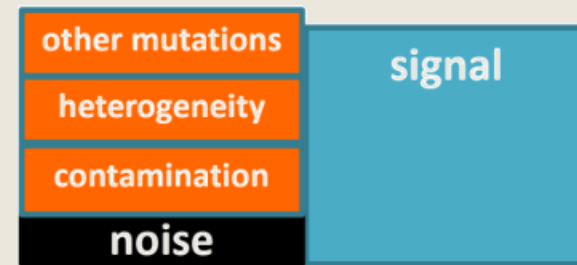 other mutations
heterogeneity
contamination
noise
signal